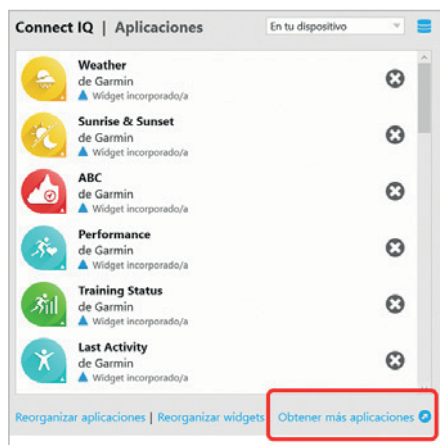 Connect IQ | Aplicaciones
En tu dispositivo
Weather
de Garmin
Widget incorporado/a
Sunrise & Sunset
de Garmin
Widget incorporado/a
ABC
de Garmin
Widget incorporado/a
Performance
de Garmin
Widget incorporado/a
Training Status
de Garmin
Widget incorporado/a
Last Activity
de Garmin
Widget incorporado/a
Reorganizar aplicaciones | Reorganizar widgets Obtener más aplicaciones